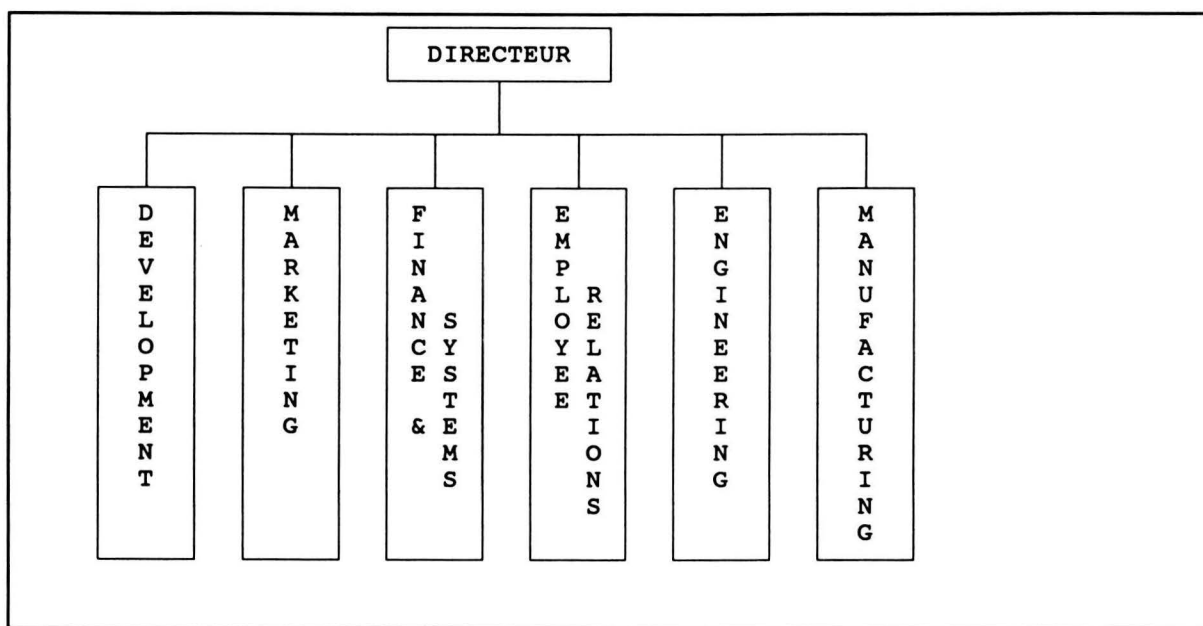 DIRECTEUR
DEVELOPMENT
MARKETING
FINANCE &
SYSTEMS
EMPLOYEE
RELATIONS
ENGINEERING
MANUFACTURING